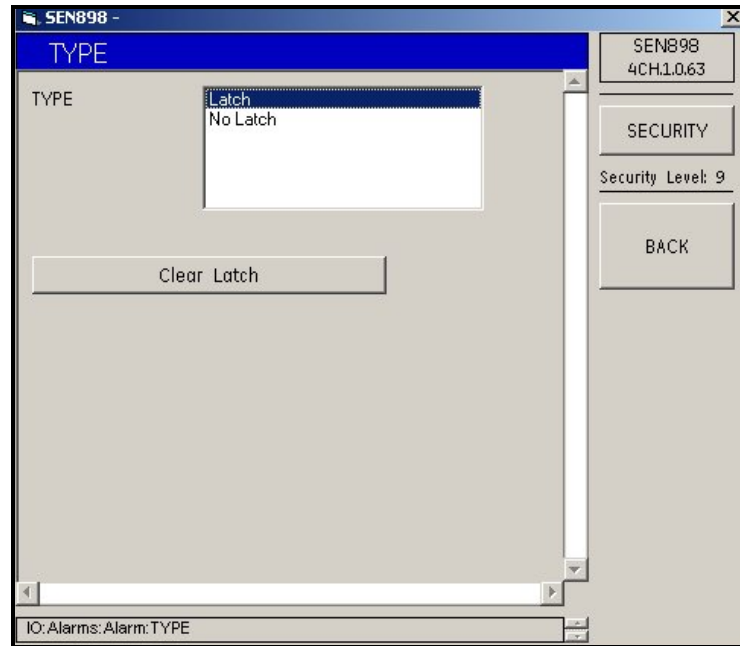 SEN898 -
TYPE
TYPE
Latch
No Latch
Clear Latch
IO:Alarms:Alarm:TYPE
SEN898
4CH.1.0.63
SECURITY
Security Level: 9
BACK